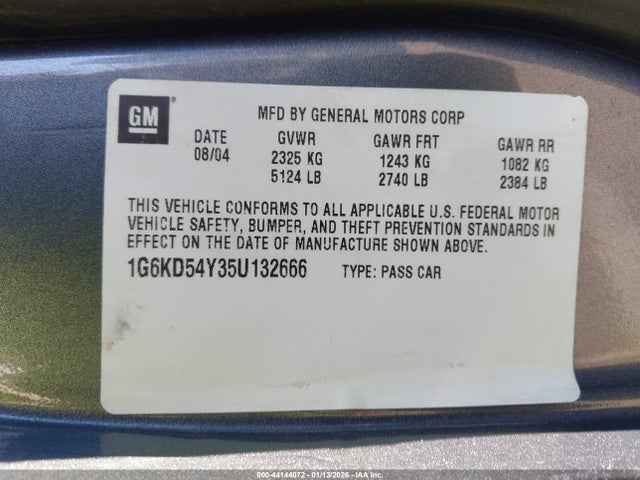 GM
MFD BY GENERAL MOTORS CORP
DATE GVWR GAWR FRT GAWR RR
08/04 2325 KG 1243 KG 1082 KG
5124 LB 2740 LB 2384 LB
THIS VEHICLE CONFORMS TO ALL APPLICABLE U.S. FEDERAL MOTOR
VEHICLE SAFETY, BUMPER, AND THEFT PREVENTION STANDARDS IN
EFFECT ON THE DATE OF MANUFACTURE SHOWN ABOVE.
1G6KD54Y35U132666 TYPE: PASS CAR
000-44144072 - 01/13/2026 - IAAI.COM